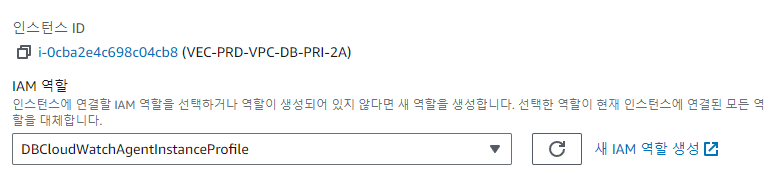 인스턴스 ID
i-0cba2e4c698c04cb8 (VEC-PRD-VPC-DB-PRI-2A)
IAM 역할
인스턴스에 연결할 IAM 역할을 선택하거나 역할이 생성되어 있지 않다면 새 역할을 생성합니다. 선택한 역할이 현재 인스턴스에 연결된 모든 역
할을 대체합니다.
DBCloudWatchAgentInstanceProfile 새 IAM 역할 생성